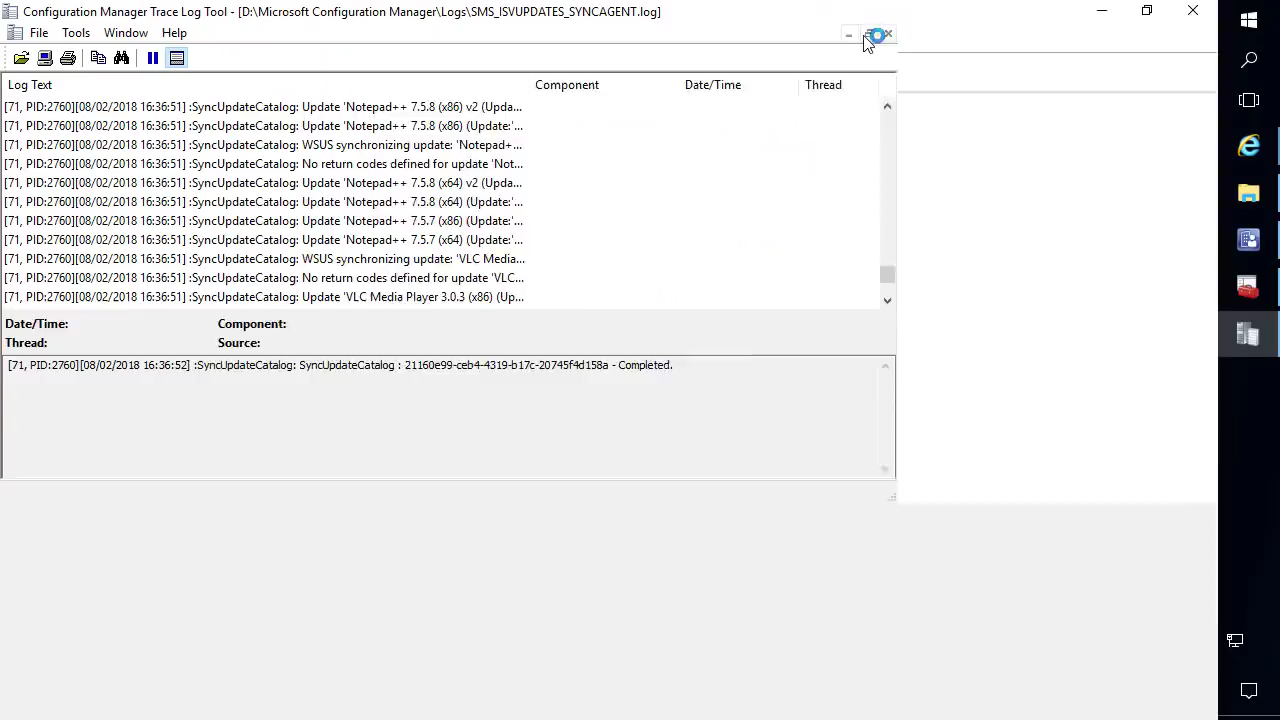 Configuration Manager Trace Log Tool - [D:\Microsoft Configuration Manager\Logs\SMS_ISVUPDATES_SYNCAGENT.log]
File Tools Window Help
Log Text Component Date/Time Thread
[71, PID:2760][08/02/2018 16:36:51] :SyncUpdateCatalog: Update 'Notepad++ 7.5.8 (x86) v2 (Upda...
[71, PID:2760][08/02/2018 16:36:51] :SyncUpdateCatalog: Update 'Notepad++ 7.5.8 (x86) (Update:'...
[71, PID:2760][08/02/2018 16:36:51] :SyncUpdateCatalog: WSUS synchronizing update: 'Notepad+...
[71, PID:2760][08/02/2018 16:36:51] :SyncUpdateCatalog: No return codes defined for update 'Not...
[71, PID:2760][08/02/2018 16:36:51] :SyncUpdateCatalog: Update 'Notepad++ 7.5.8 (x64) v2 (Upda...
[71, PID:2760][08/02/2018 16:36:51] :SyncUpdateCatalog: Update 'Notepad++ 7.5.8 (x64) (Update:'...
[71, PID:2760][08/02/2018 16:36:51] :SyncUpdateCatalog: Update 'Notepad++ 7.5.7 (x86) (Update:'...
[71, PID:2760][08/02/2018 16:36:51] :SyncUpdateCatalog: Update 'Notepad++ 7.5.7 (x64) (Update:'...
[71, PID:2760][08/02/2018 16:36:51] :SyncUpdateCatalog: WSUS synchronizing update: 'VLC Media...
[71, PID:2760][08/02/2018 16:36:51] :SyncUpdateCatalog: No return codes defined for update 'VLC...
[71, PID:2760][08/02/2018 16:36:51] :SyncUpdateCatalog: Update 'VLC Media Player 3.0.3 (x86) (Up...
Date/Time: Component:
Thread: Source:
[71, PID:2760][08/02/2018 16:36:52] :SyncUpdateCatalog: SyncUpdateCatalog : 21160e99-ceb4-4319-b17c-20745f4d158a - Completed.